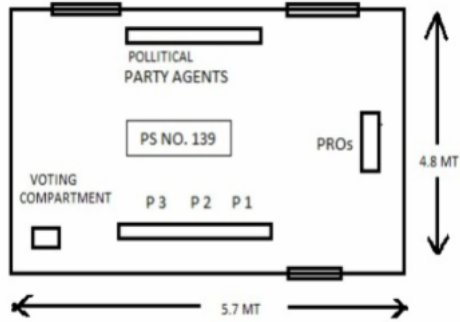 POLLITICAL
PARTY AGENTS
PS NO. 139
PROs
4.8 MT
VOTING
COMPARTMENT
P 3 P 2 P 1
5.7 MT